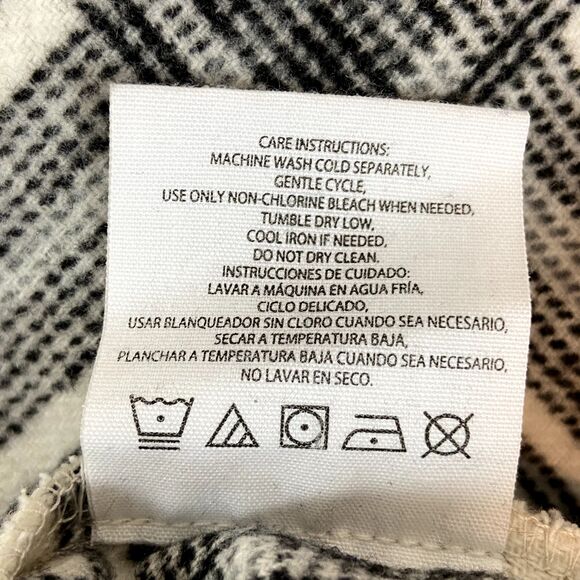 CARE INSTRUCTIONS:
MACHINE WASH COLD SEPARATELY,
GENTLE CYCLE,
USE ONLY NON-CHLORINE BLEACH WHEN NEEDED,
TUMBLE DRY LOW,
COOL IRON IF NEEDED,
DO NOT DRY CLEAN.
INSTRUCCIONES DE CUIDADO:
LAVAR A MÁQUINA EN AGUA FRÍA,
CICLO DELICADO,
USAR BLANQUEADOR SIN CLORO CUANDO SEA NECESARIO,
SECAR A TEMPERATURA BAJA,
PLANCHAR A TEMPERATURA BAJA CUANDO SEA NECESARIO,
NO LAVAR EN SECO.